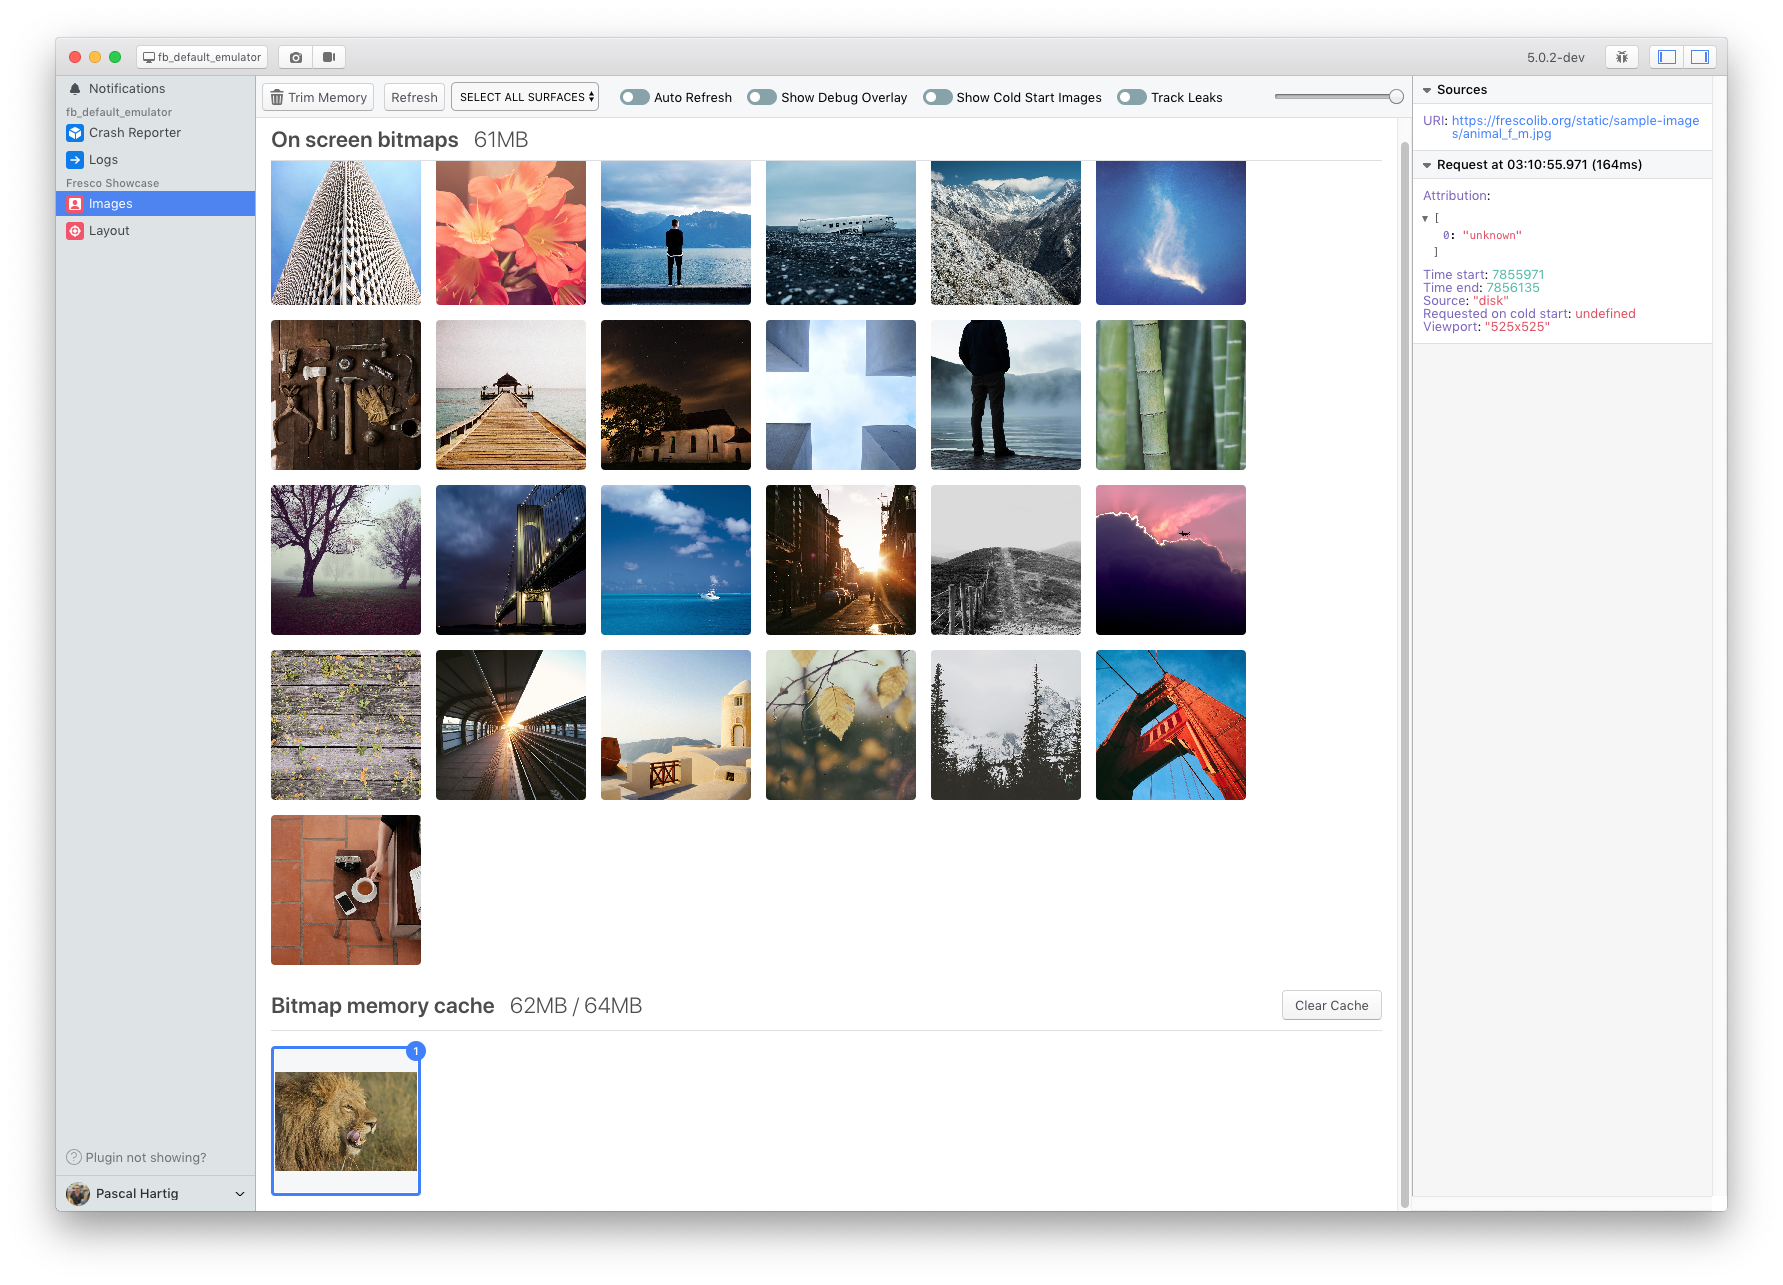 fb_default_emulator
5.0.2-dev
Notifications
fb_default_emulator
Crash Reporter
Logs
Fresco Showcase
Images
Layout
Plugin not showing?
Pascal Hartig
Trim Memory
Refresh
SELECT ALL SURFACES
Auto Refresh
Show Debug Overlay
Show Cold Start Images
Track Leaks
On screen bitmaps 61MB
Bitmap memory cache 62MB / 64MB
Clear Cache
1
Sources
URI: https://frescolib.org/static/sample-image
s/animal_f_m.jpg
Request at 03:10:55.971 (164ms)
Attribution:
[
0: "unknown"
]
Time start: 7855971
Time end: 7856135
Source: "disk"
Requested on cold start: undefined
Viewport: "525x525"